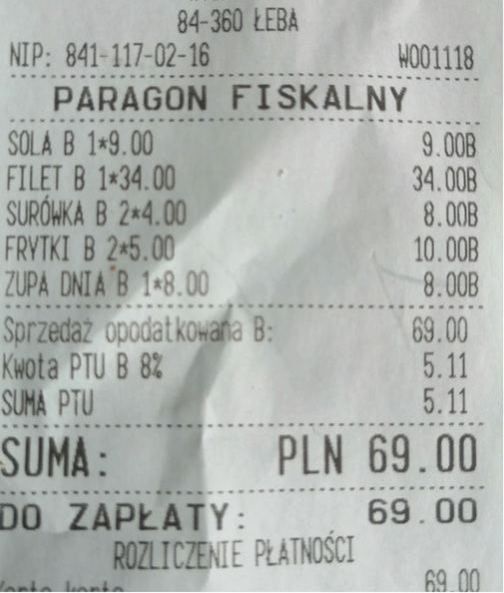 84-360 ŁEBA
NIP: 841-117-02-16 W001118
PARAGON FISKALNY
SOLA B 1*9.00 9.00B
FILET B 1*34.00 34.00B
SURÓWKA B 2*4.00 8.00B
FRYTKI B 2*5.00 10.00B
ZUPA DNIA B 1*8.00 8.00B
Sprzedaż opodatkowana B: 69.00
Kwota PTU B 8% 5.11
SUMA PTU 5.11
SUMA: PLN 69.00
DO ZAPŁATY: 69.00
ROZLICZENIE PŁATNOŚCI
69.00